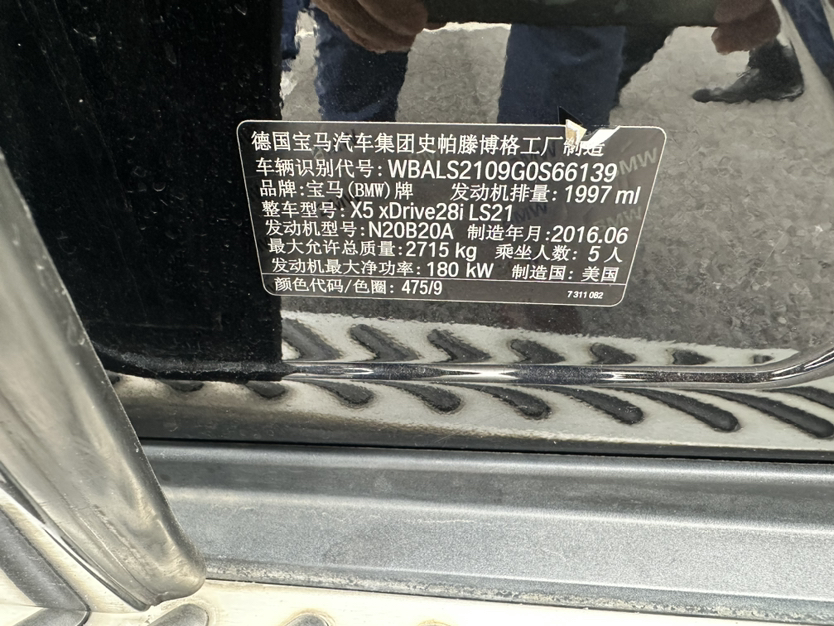 德国宝马汽车集团史帕滕博格工厂制造
车辆识别代号: WBALS2109G0S66139
品牌:宝马(BMW)牌 发动机排量: 1997 ml
整车型号: X5 xDrive28i LS21
发动机型号: N20B20A 制造年月:2016.06
最大允许总质量: 2715 kg 乘坐人数: 5 人
发动机最大净功率: 180 kW 制造国: 美国
颜色代码/色圈: 475/9
7 311 082